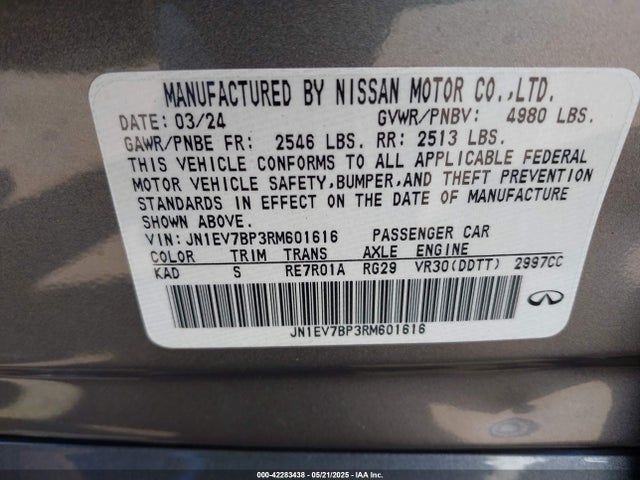 MANUFACTURED BY NISSAN MOTOR CO.,LTD.
DATE: 03/24 GVWR/PNBV: 4980 LBS.
GAWR/PNBE FR: 2546 LBS. RR: 2513 LBS.
THIS VEHICLE CONFORMS TO ALL APPLICABLE FEDERAL
MOTOR VEHICLE SAFETY,BUMPER,AND THEFT PREVENTION
STANDARDS IN EFFECT ON THE DATE OF MANUFACTURE
SHOWN ABOVE.
VIN: JN1EV7BP3RM601616 PASSENGER CAR
COLOR TRIM TRANS AXLE ENGINE
KAD S RE7R01A RG29 VR30(DDTT) 2997CC
JN1EV7BP3RM601616
000-42283438 - 05/21/2025 - IAA Inc.